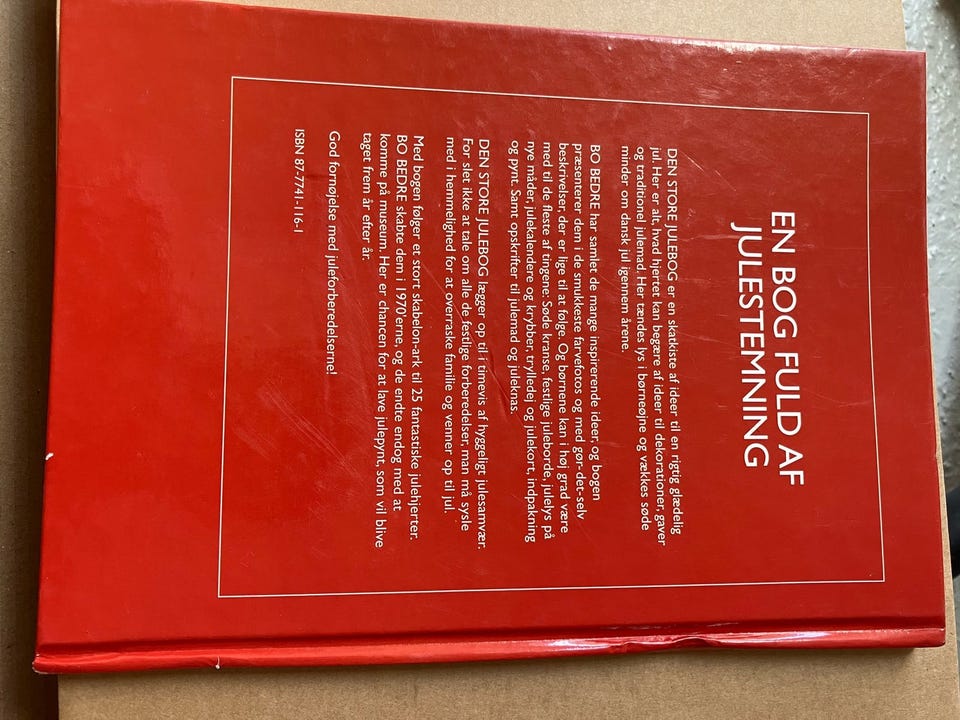 EN BOG FULD AF
JULESTEMNING
DEN STORE JULEBOG er en skatkiste af ideer til en rigtig glædelig
jul. Her er alt, hvad hjertet kan begære af ideer til dekorationer, gaver
og traditionel julemad. Her tændes lys i børneøjne og vækkes søde
minder om dansk jul igennem årene.
BO BEDRE har samlet de mange inspirerende ideer, og bogen
præsenterer dem i de smukkeste farvefotos og med gør-det-selv
beskrivelser, der er lige til at følge. Og børnene kan i høj grad være
med til de fleste af tingene: Søde kranse, festlige juleborde, julelys på
nye måder, julekalendere og krybber, trylledej og julekort, indpakning
og pynt. Samt opskrifter til julemad og juleknas.
DEN STORE JULEBOG lægger op til i timevis af hyggeligt julesamvær.
For slet ikke at tale om alle de festlige forberedelser, man må sysle
med i hemmelighed for at overraske familie og venner op til jul.
Med bogen følger et stort skabelon-ark til 25 fantastiske julehjerter.
BO BEDRE skabte dem i 1970'erne, og de endte endog med at
komme på museum. Her er chancen for at lave julepynt, som vil blive
taget frem år efter år.
God fornøjelse med juleforberedelserne!
ISBN 87-7741-116-1